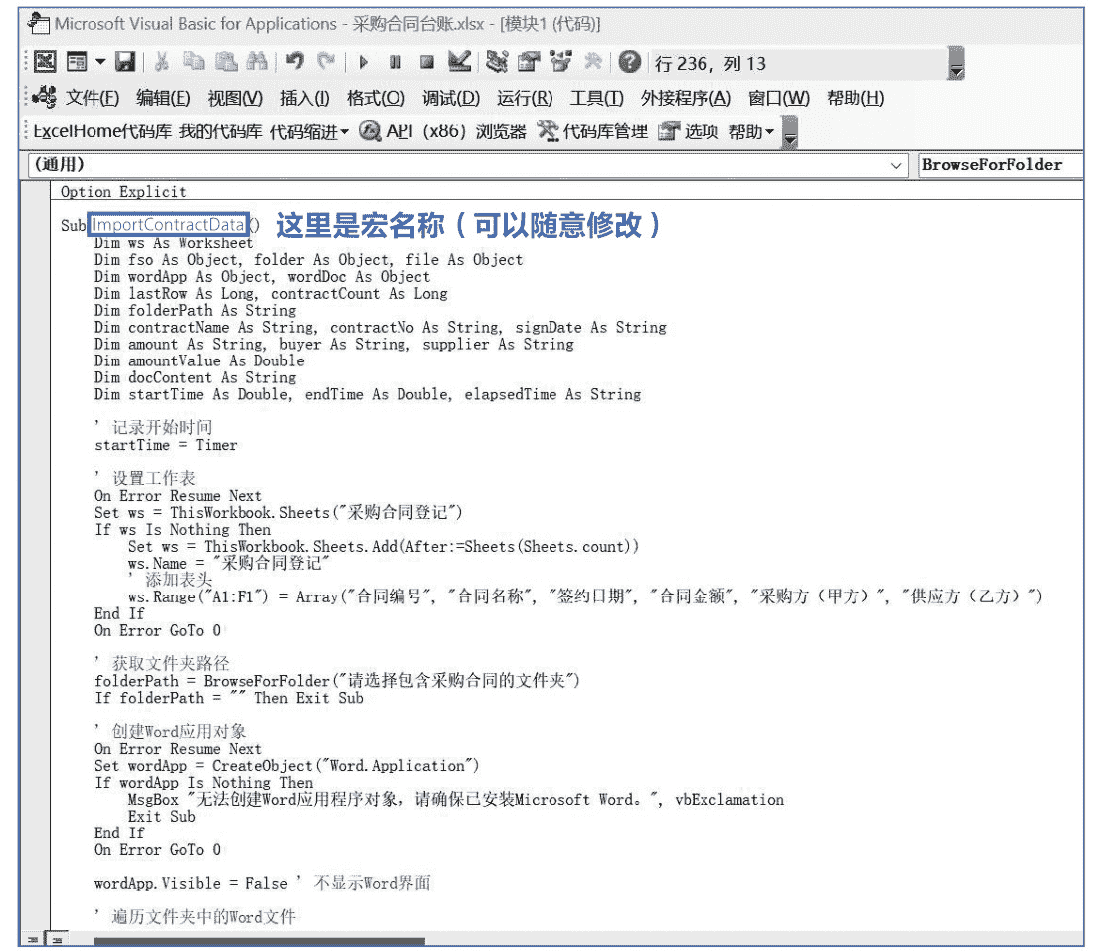 Microsoft Visual Basic for Applications - 采购合同台账.xlsx - [模块1 (代码)]
行 236, 列 13
文件(F) 编辑(E) 视图(V) 插入(I) 格式(O) 调试(D) 运行(R) 工具(T) 外接程序(A) 窗口(W) 帮助(H)
ExcelHome代码库 我的代码库 代码缩进 API (x86) 浏览器 代码库管理 选项 帮助
(通用) BrowseForFolder
Option Explicit
Sub ImportContractData() 这里是宏名称（可以随意修改）
Dim ws As Worksheet
Dim fso As Object, folder As Object, file As Object
Dim wordApp As Object, wordDoc As Object
Dim lastRow As Long, contractCount As Long
Dim folderPath As String
Dim contractName As String, contractNo As String, signDate As String
Dim amount As String, buyer As String, supplier As String
Dim amountValue As Double
Dim docContent As String
Dim startTime As Double, endTime As Double, elapsedTime As String
' 记录开始时间
startTime = Timer
' 设置工作表
On Error Resume Next
Set ws = ThisWorkbook.Sheets("采购合同登记")
If ws Is Nothing Then
Set ws = ThisWorkbook.Sheets.Add(After:=Sheets(Sheets.count))
ws.Name = "采购合同登记"
' 添加表头
ws.Range("A1:F1") = Array("合同编号", "合同名称", "签约日期", "合同金额", "采购方（甲方）", "供应方（乙方）")
End If
On Error GoTo 0
' 获取文件夹路径
folderPath = BrowseForFolder("请选择包含采购合同的文件夹")
If folderPath = "" Then Exit Sub
' 创建Word应用对象
On Error Resume Next
Set wordApp = CreateObject("Word.Application")
If wordApp Is Nothing Then
MsgBox "无法创建Word应用程序对象，请确保已安装Microsoft Word。", vbExclamation
Exit Sub
End If
On Error GoTo 0
wordApp.Visible = False ' 不显示Word界面
' 遍历文件夹中的Word文件